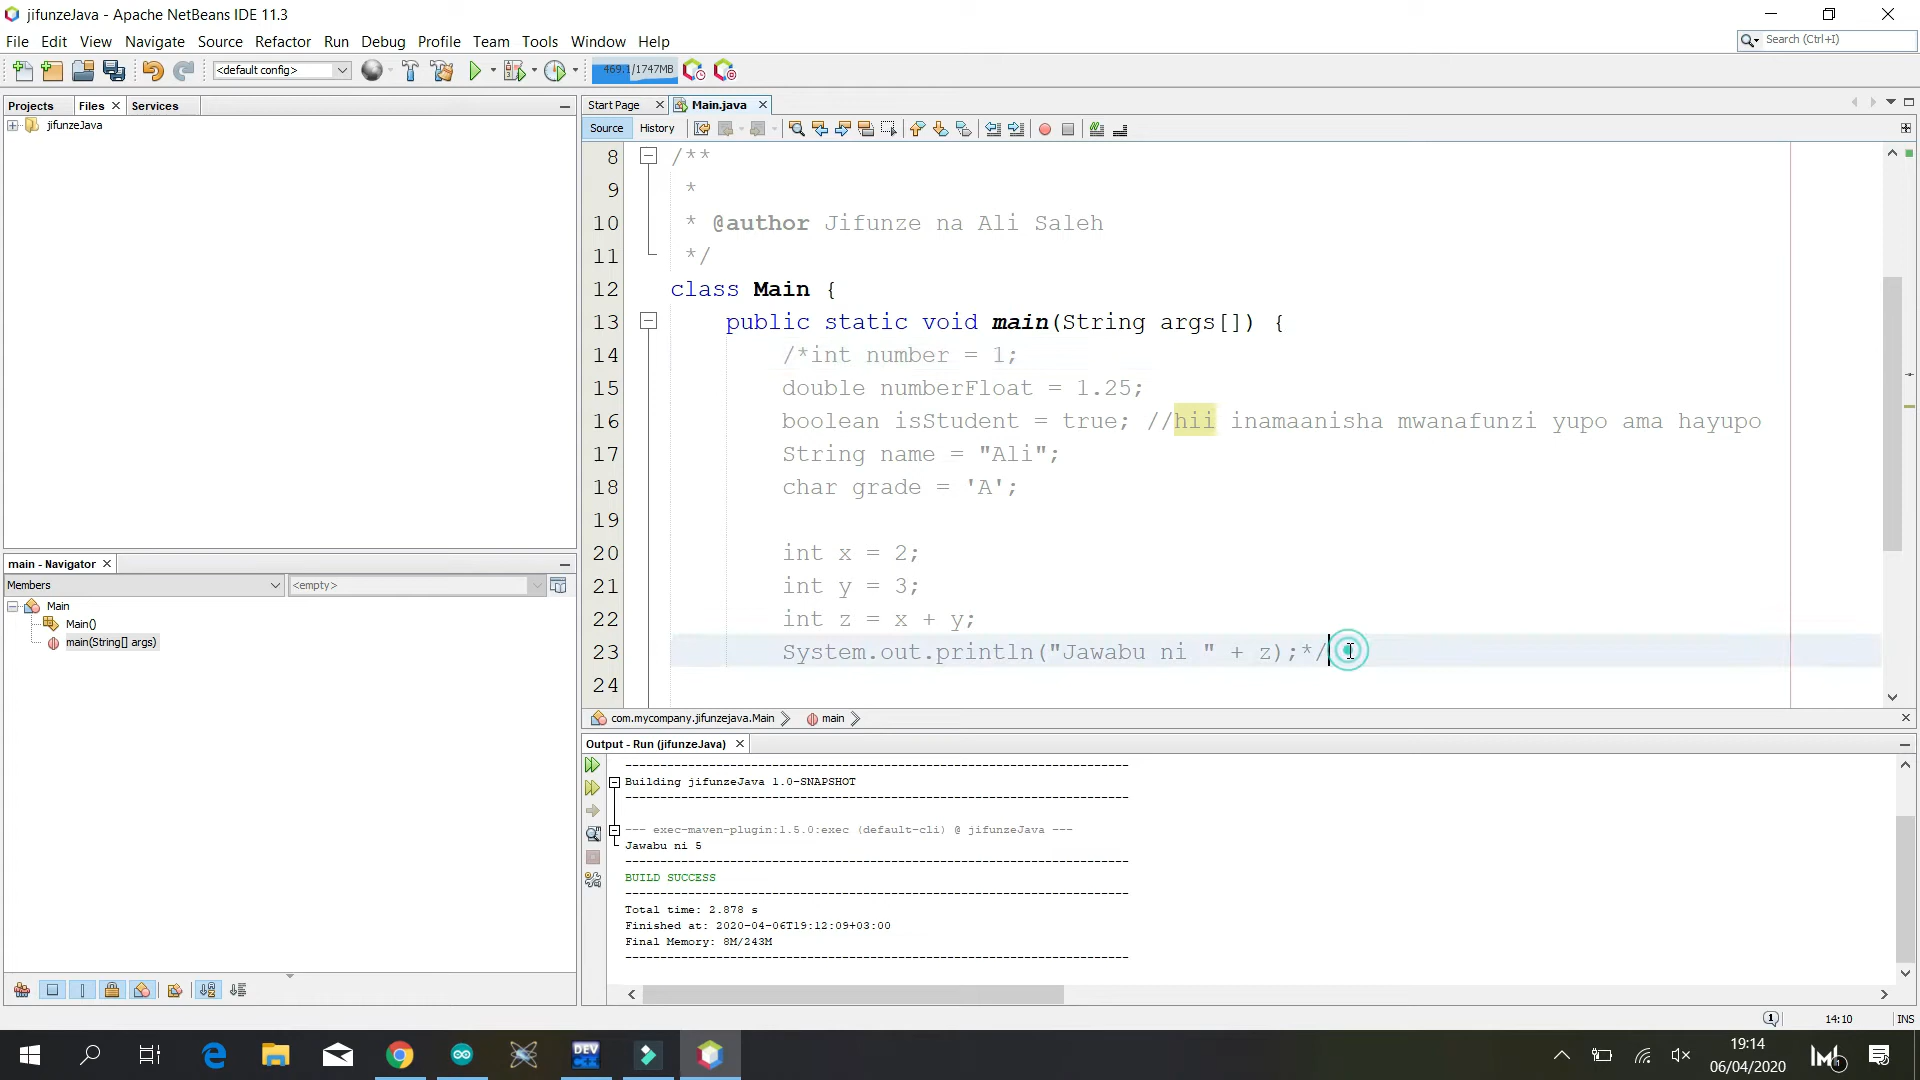 jifunzeJava - Apache NetBeans IDE 11.3
File Edit View Navigate Source Refactor Run Debug Profile Team Tools Window Help
Search (Ctrl+I)
<default config>
469.1/1747MB
Projects Files Services
jifunzeJava
Start Page Main.java
Source History
8 /**
9 *
10 * @author Jifunze na Ali Saleh
11 */
12 class Main {
13 public static void main(String args[]) {
14 /*int number = 1;
15 double numberFloat = 1.25;
16 boolean isStudent = true; //hii inamaanisha mwanafunzi yupo ama hayupo
17 String name = "Ali";
18 char grade = 'A';
19
20 int x = 2;
21 int y = 3;
22 int z = x + y;
23 System.out.println("Jawabu ni " + z);*/
24
com.mycompany.jifunzejava.Main main
main - Navigator
Members <empty>
Main
Main()
main(String[] args)
Output - Run (jifunzeJava)
------------------------------------------------------------------------
Building jifunzeJava 1.0-SNAPSHOT
------------------------------------------------------------------------
--- exec-maven-plugin:1.5.0:exec (default-cli) @ jifunzeJava ---
Jawabu ni 5
------------------------------------------------------------------------
BUILD SUCCESS
------------------------------------------------------------------------
Total time: 2.878 s
Finished at: 2020-04-06T19:12:09+03:00
Final Memory: 8M/243M
------------------------------------------------------------------------
1 14:10 INS
DEV C++
19:14
06/04/2020
1